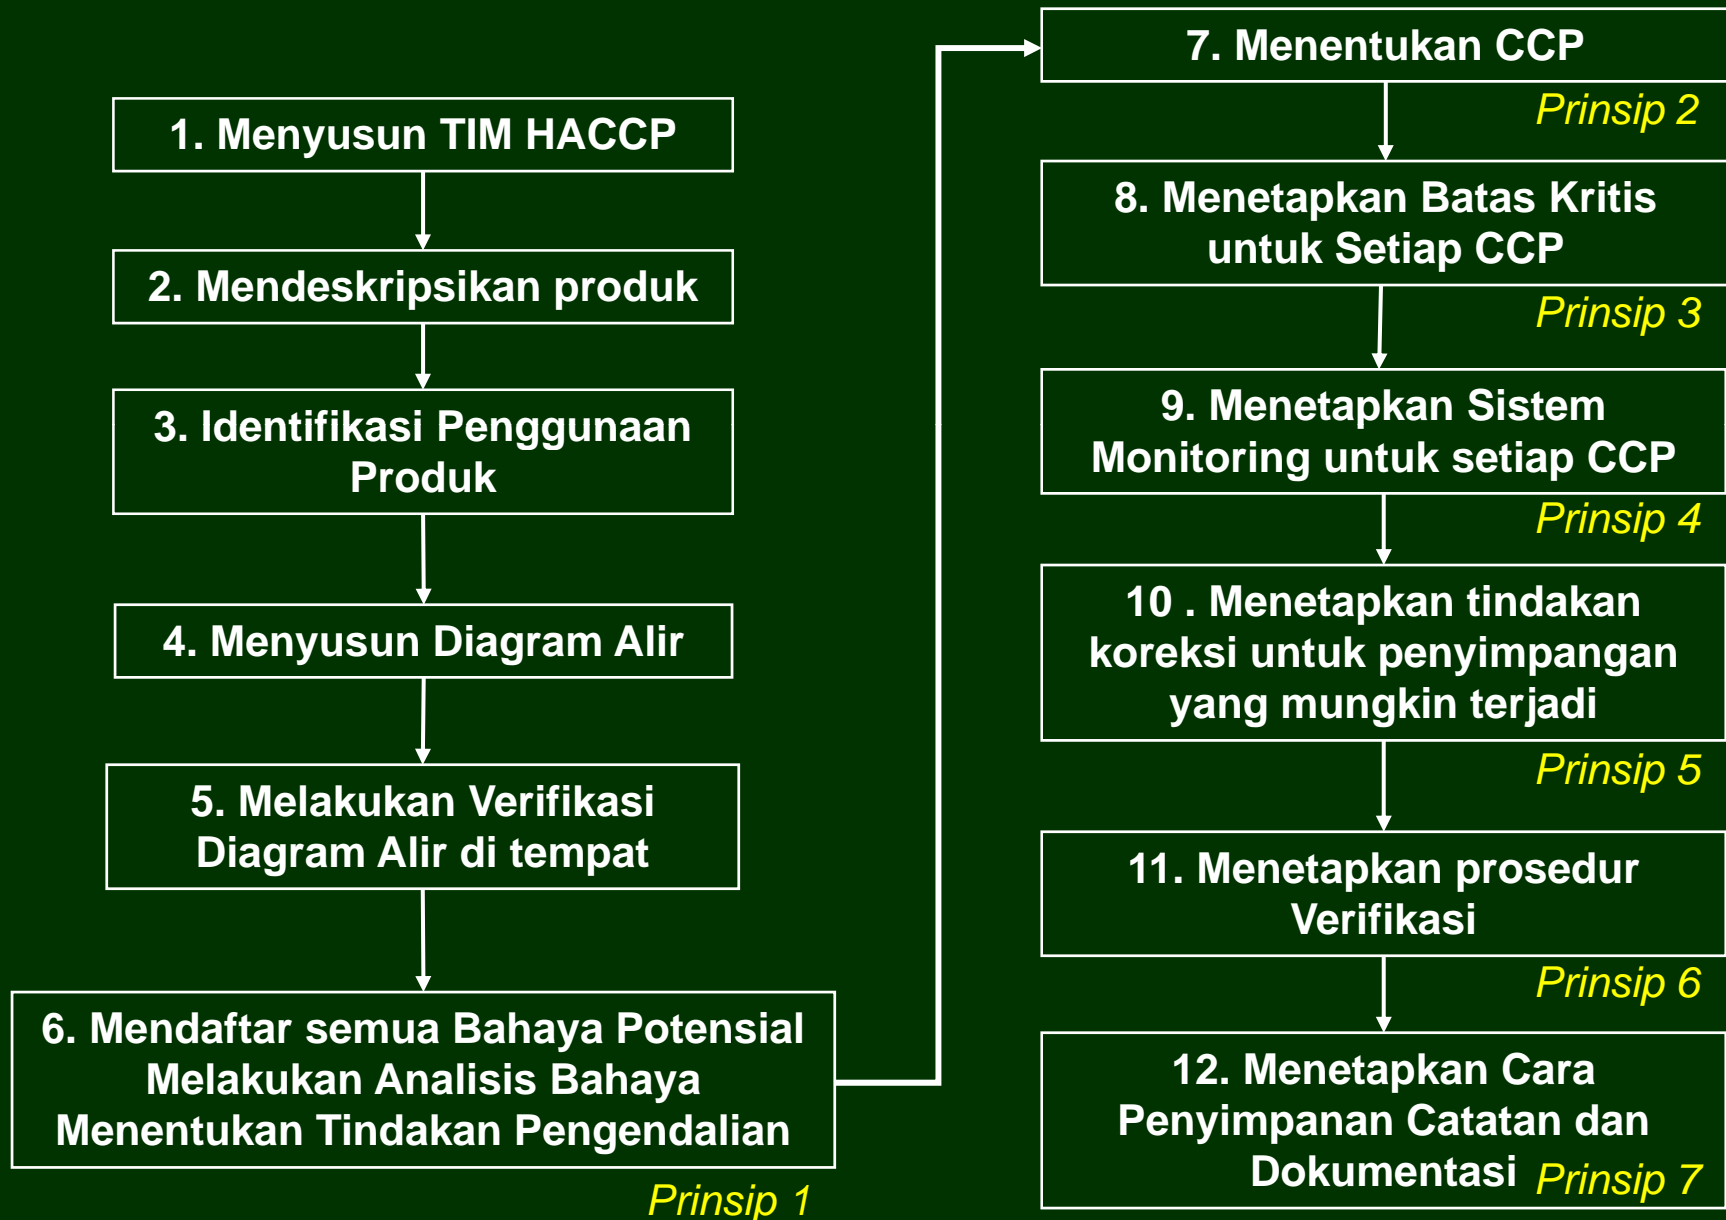 1. Menyusun TIM HACCP
2. Mendeskripsikan produk
3. Identifikasi Penggunaan
Produk
4. Menyusun Diagram Alir
5. Melakukan Verifikasi
Diagram Alir di tempat
6. Mendaftar semua Bahaya Potensial
Melakukan Analisis Bahaya
Menentukan Tindakan Pengendalian
Prinsip 1
7. Menentukan CCP
Prinsip 2
8. Menetapkan Batas Kritis
untuk Setiap CCP
Prinsip 3
9. Menetapkan Sistem
Monitoring untuk setiap CCP
Prinsip 4
10 . Menetapkan tindakan
koreksi untuk penyimpangan
yang mungkin terjadi
Prinsip 5
11. Menetapkan prosedur
Verifikasi
Prinsip 6
12. Menetapkan Cara
Penyimpanan Catatan dan
Dokumentasi
Prinsip 7